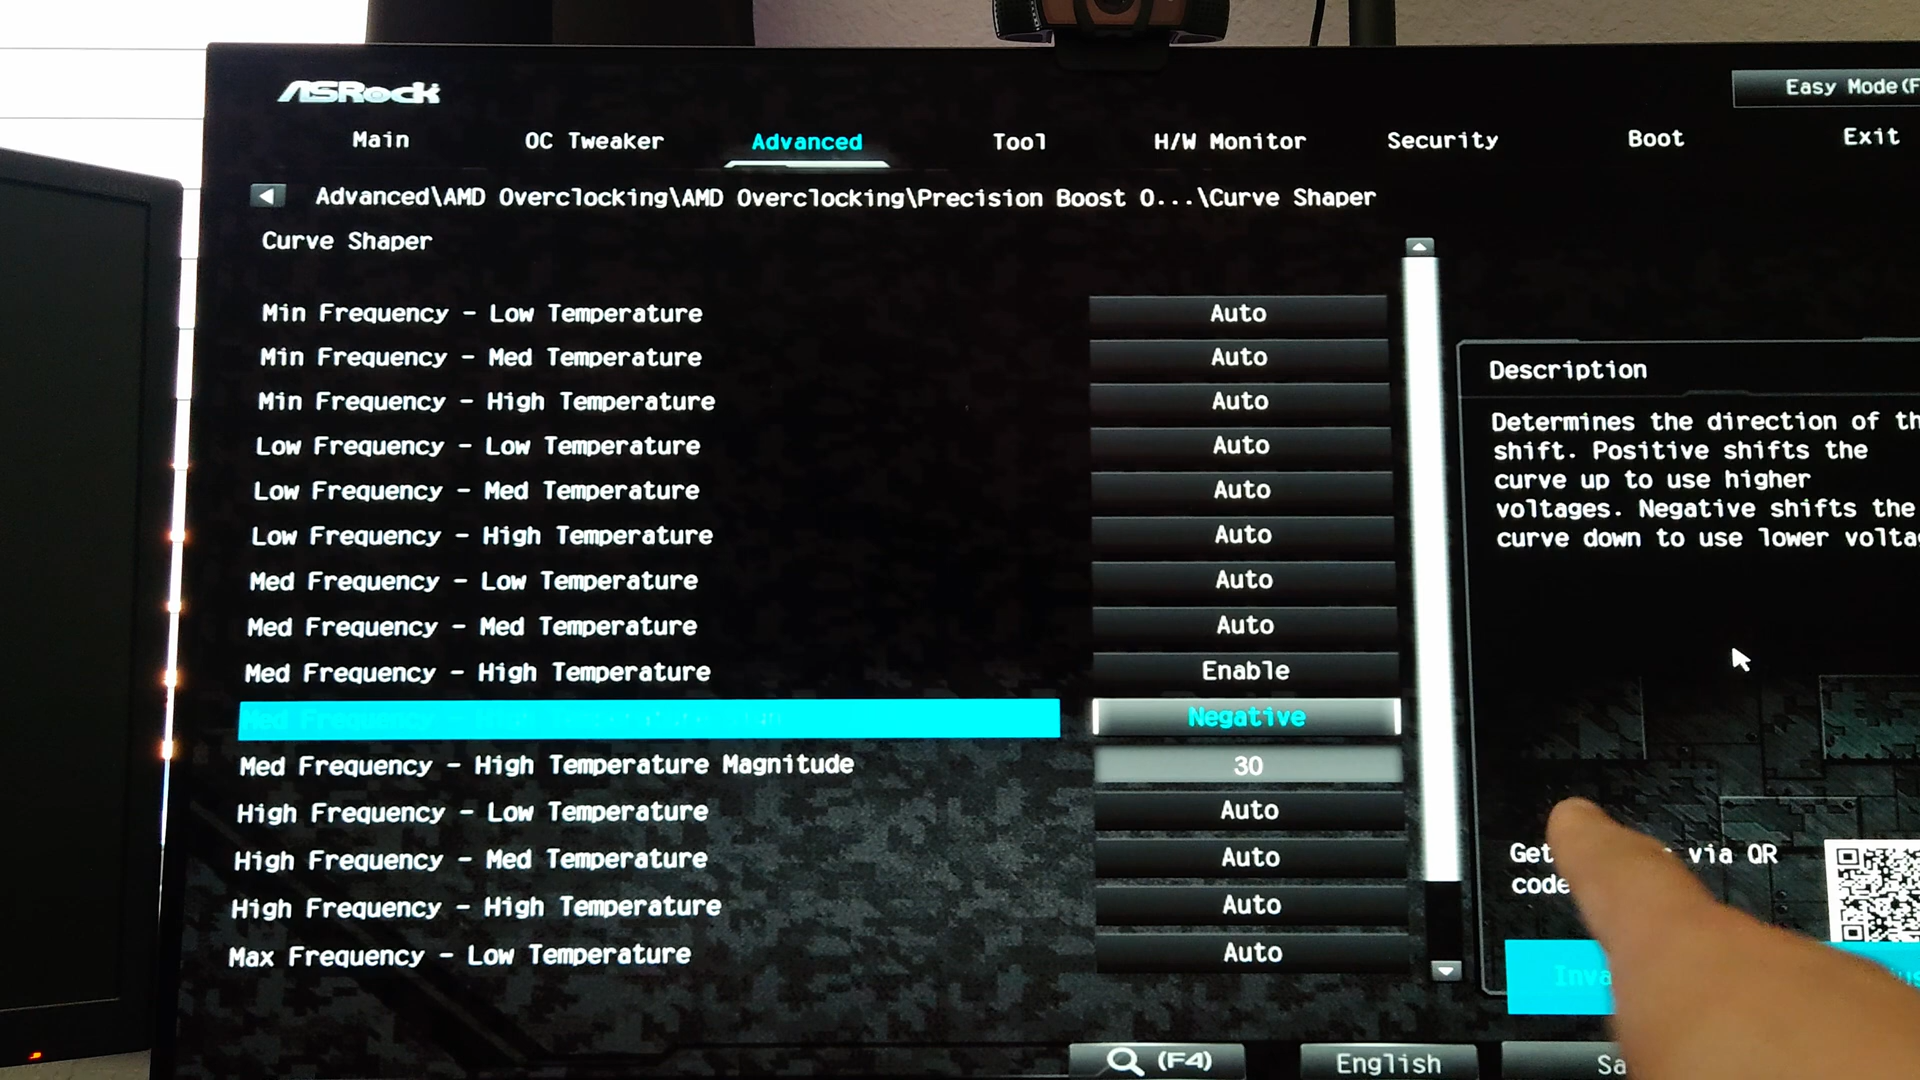 ASRock
Easy Mode(F
Main OC Tweaker Advanced Tool H/W Monitor Security Boot Exit
Advanced\AMD Overclocking\AMD Overclocking\Precision Boost O...\Curve Shaper
Curve Shaper
Min Frequency - Low Temperature Auto
Min Frequency - Med Temperature Auto
Min Frequency - High Temperature Auto
Low Frequency - Low Temperature Auto
Low Frequency - Med Temperature Auto
Low Frequency - High Temperature Auto
Med Frequency - Low Temperature Auto
Med Frequency - Med Temperature Auto
Med Frequency - High Temperature Enable
Med Frequency - High Temperature Sign Negative
Med Frequency - High Temperature Magnitude 30
High Frequency - Low Temperature Auto
High Frequency - Med Temperature Auto
High Frequency - High Temperature Auto
Max Frequency - Low Temperature Auto
Description
Determines the direction of th
shift. Positive shifts the
curve up to use higher
voltages. Negative shifts the
curve down to use lower volta
Get via QR
code
(F4) English